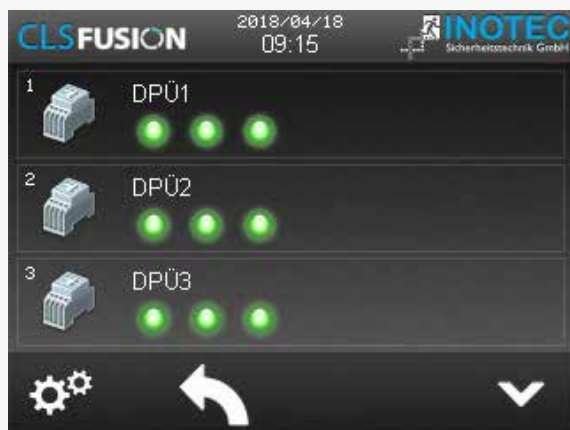 CLSFUSION
2018/04/18
09:15
INOTEC
Sicherheitstechnik GmbH
1
DPÜ1
2
DPÜ2
3
DPÜ3